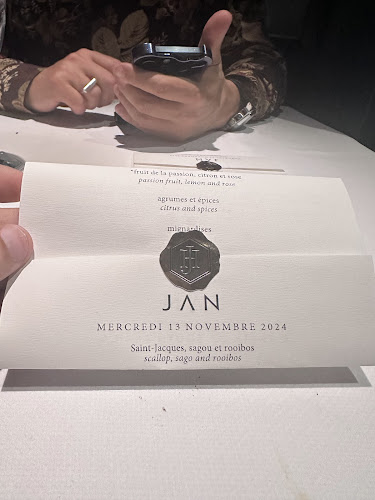 *fruit de la passion, citron et rose
passion fruit, lemon and rose
agrumes et épices
citrus and spices
mignardises
JAN
MERCREDI 13 NOVEMBRE 2024
Saint-Jacques, sagou et rooibos
scallop, sago and rooibos